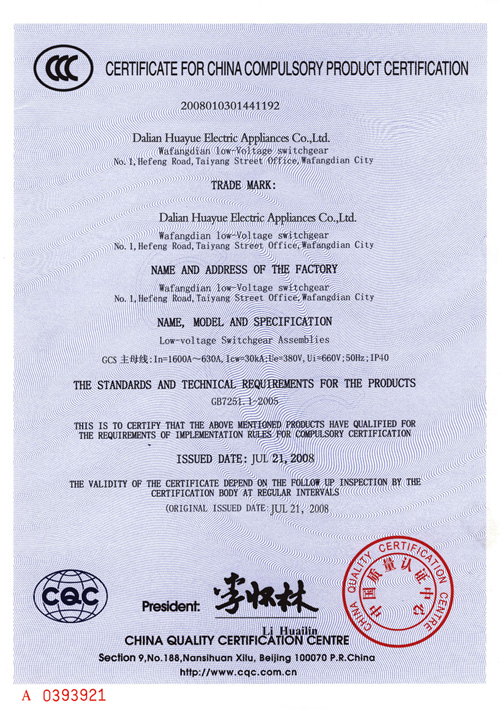 CCC
CERTIFICATE FOR CHINA COMPULSORY PRODUCT CERTIFICATION
2008010301441192
Dalian Huayue Electric Appliances Co.,Ltd.
Wafangdian low-Voltage switchgear
No. 1, Hefeng Road, Taiyang Street Office, Wafangdian City
TRADE MARK:
Dalian Huayue Electric Appliances Co.,Ltd.
Wafangdian low-Voltage switchgear
No. 1, Hefeng Road, Taiyang Street Office, Wafangdian City
NAME AND ADDRESS OF THE FACTORY
Wafangdian low-Voltage switchgear
No. 1, Hefeng Road, Taiyang Street Office, Wafangdian City
NAME, MODEL AND SPECIFICATION
Low-voltage Switchgear Assemblies
GCS 主母线:In=1600A~630A, Icw=30kA;Ue=380V, Ui=660V;50Hz;IP40
THE STANDARDS AND TECHNICAL REQUIREMENTS FOR THE PRODUCTS
GB7251.1-2005
THIS IS TO CERTIFY THAT THE ABOVE MENTIONED PRODUCTS HAVE QUALIFIED FOR
THE REQUIREMENTS OF IMPLEMENTATION RULES FOR COMPULSORY CERTIFICATION
ISSUED DATE: JUL 21, 2008
THE VALIDITY OF THE CERTIFICATE DEPEND ON THE FOLLOW UP INSPECTION BY THE
CERTIFICATION BODY AT REGULAR INTERVALS
(ORIGINAL ISSUED DATE: JUL 21, 2008
CHINA QUALITY CERTIFICATION CENTRE
中国质量认证中心
CQC
President: 李怀林
Li Huailin
CHINA QUALITY CERTIFICATION CENTRE
Section 9, No.188, Nansihuan Xilu, Beijing 100070 P.R.China
http://www.cqc.com.cn
A 0393921